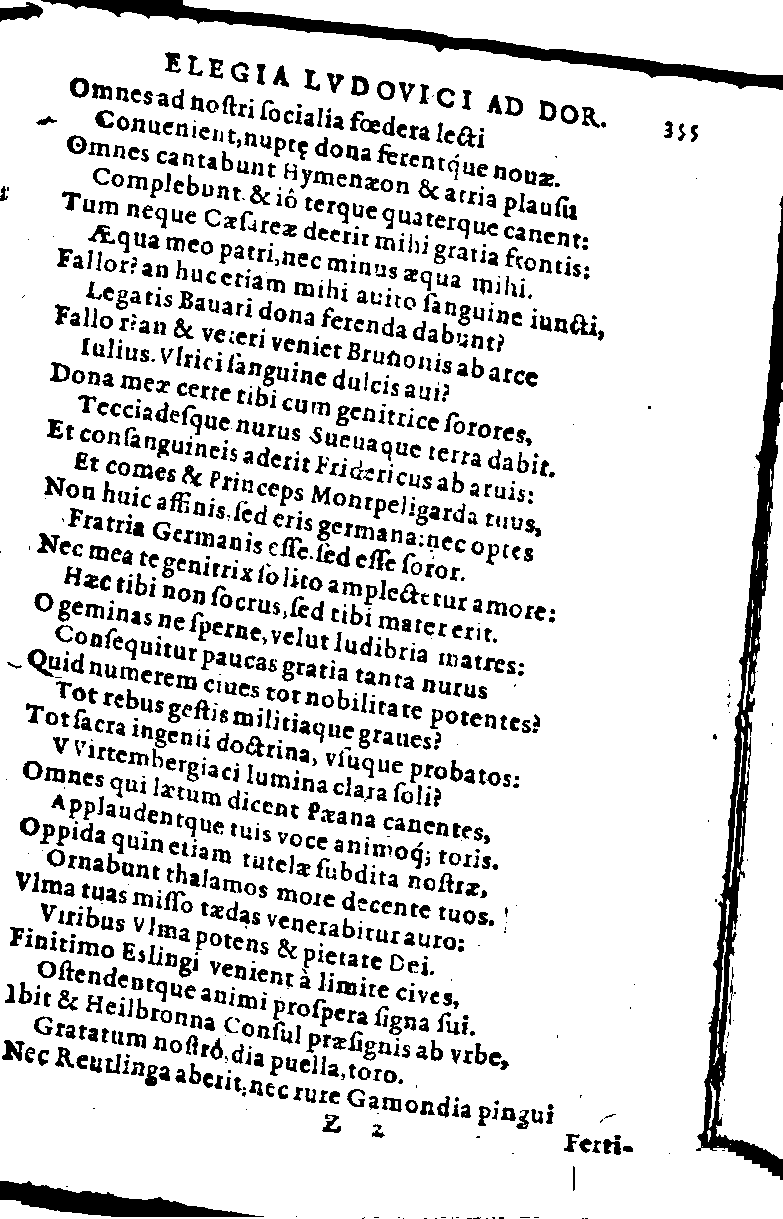 ELEGIA LVDOVICI AD DOR. 355
Omnes ad noſtri ſocialia fœdera lecti
Conuenient, nuptę dona ferentq́ue nouæ.
Omnes cantabunt Hymenæon & atria plauſu
Complebunt. & iô terque quaterque canent:
Tum neque Cæſareæ deerit mihi gratia frontis:
Æqua meo patri, nec minus æqua mihi.
Fallor? an huc etiam mihi auito ſanguine iuncti,
Legatis Bauari dona ferenda dabunt?
Fallor? an & veteri veniet Brunonis ab arce
Iulius. Vlrici ſanguine dulcis aui?
Dona meæ certe tibi cum genitrice ſorores,
Tecciadeſque nurus Sueuaque terra dabit.
Et conſanguineis aderit Fridericus ab aruis:
Et comes & Princeps Montpeligarda tuus,
Non huic affinis, ſed eris germana: nec optes
Fratria Germanis eſſe. ſed eſſe ſoror.
Nec mea te genitrix ſolito amplectetur amore:
Hæc tibi non ſocrus, ſed tibi mater erit.
O geminas ne ſperne, velut ludibria matres:
Conſequitur paucas gratia tanta nurus
Quid numerem ciues tot nobilitate potentes?
Tot rebus geſtis militiaque graues?
Tot ſacra ingenii doctrina, vſuque probatos:
VVirtembergiaci lumina clara ſoli?
Omnes qui lætum dicent Pæana canentes,
Applaudentque tuis voce animoq́; toris.
Oppida quin etiam tutelæ ſubdita noſtræ,
Ornabunt thalamos more decente tuos.
Vlma tuas miſſo tædas venerabitur auro:
Viribus Vlma potens & pietate Dei.
Finitimo Eslingi venient à limite cives,
Oſtendentque animi proſpera ſigna ſui.
Ibit & Heilbronna Conſul præſignis ab vrbe,
Gratatum noſtró, dia puella, toro.
Nec Reutlinga aberit, nec rure Gamondia pingui
Z 2
Ferti-